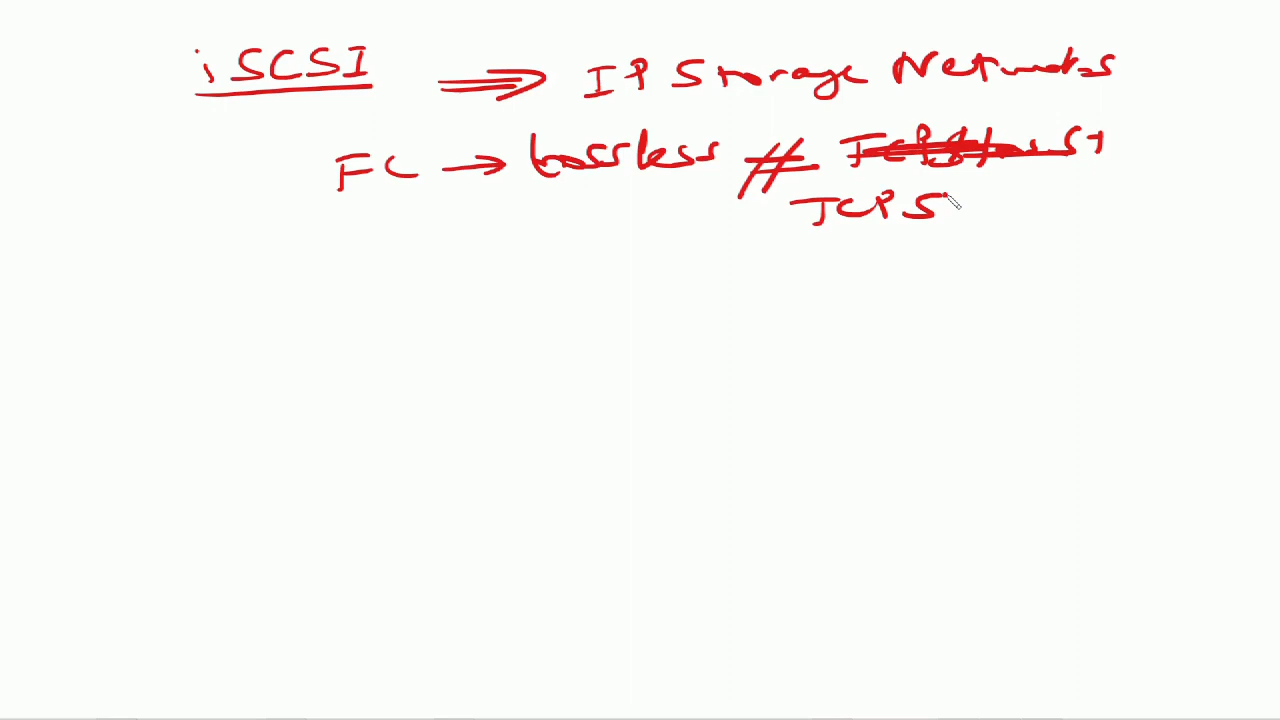 iSCSI ⇒ IP Storage Networks
FC → Lossless //
TCP S